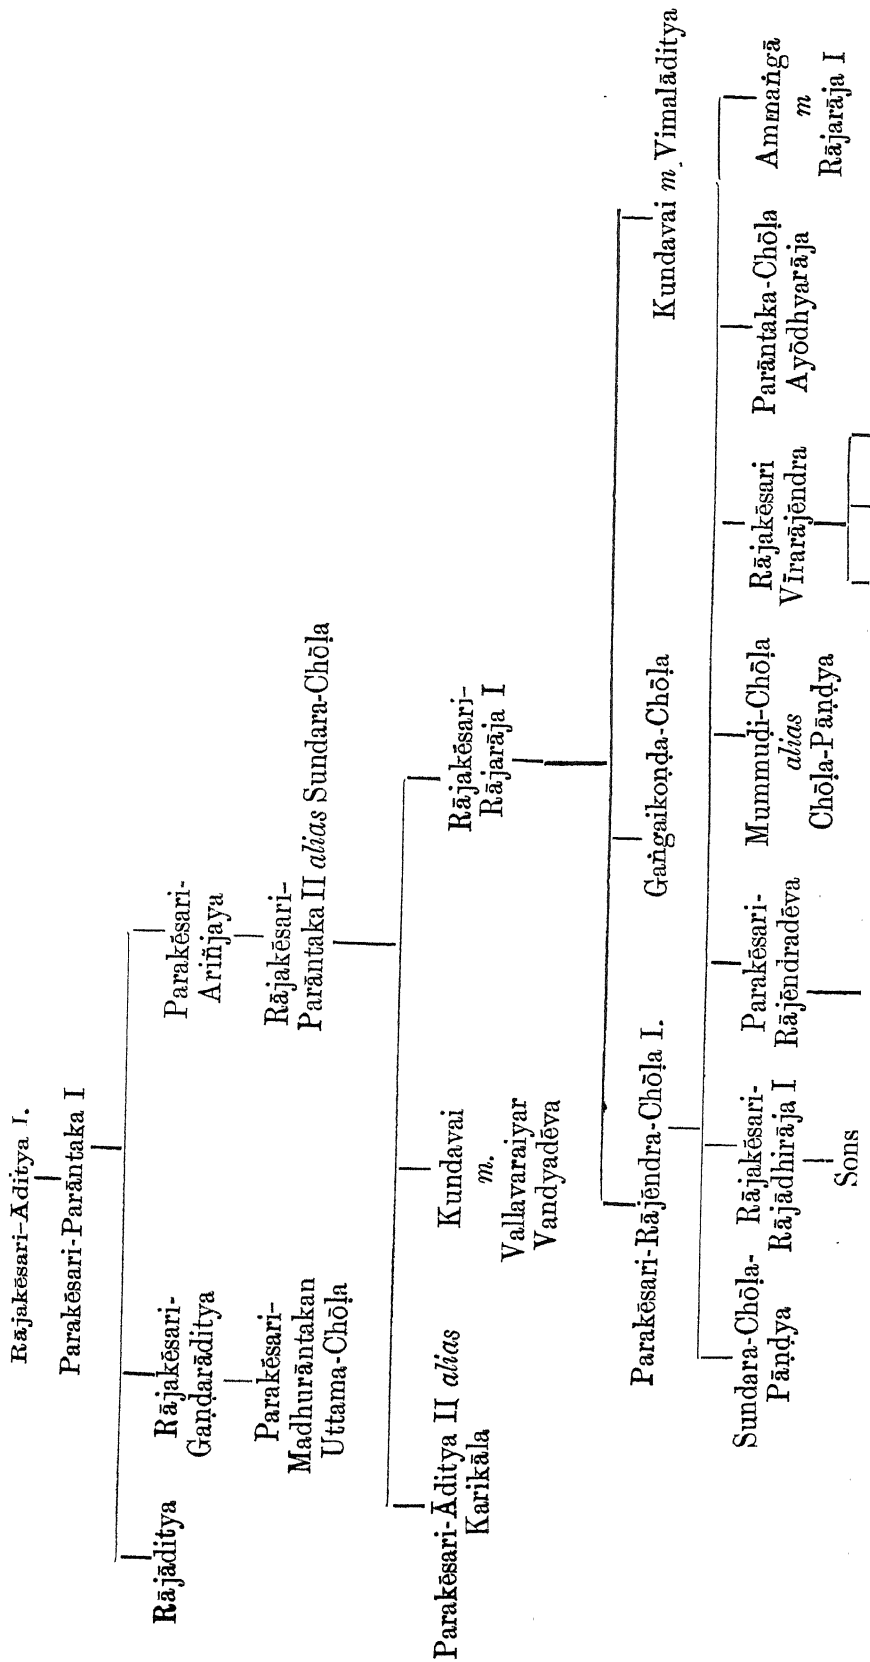 Rājakēsari-Āditya I.
Parakēsari-Parāntaka I
Rājāditya
Rājakēsari-
Gaṇḍarāditya
Parakēsari-
Ariñjaya
Parakēsari-
Madhurāntakan
Uttama-Chōḷa
Rājakēsari-
Parāntaka II alias Sundara-Chōḷa
Parakēsari-Āditya II alias
Karikāla
Kundavai
m.
Vallavaraiyar
Vandyadēva
Rājakēsari-
Rājarāja I
Parakēsari-Rājēndra-Chōḷa I.
Gaṅgaikoṇḍa-Chōḷa
Kundavai m. Vimalāditya
Sundara-Chōḷa-
Pāṇḍya
Rājakēsari-
Rājādhirāja I
Sons
Parakēsari-
Rājēndradēva
Mummuḍi-Chōḷa
alias
Chōḷa-Pāṇḍya
Rājakēsari
Vīrarājēndra
Parāntaka-Chōḷa
Ayōdhyarāja
Ammaṅgā
m
Rājarāja I